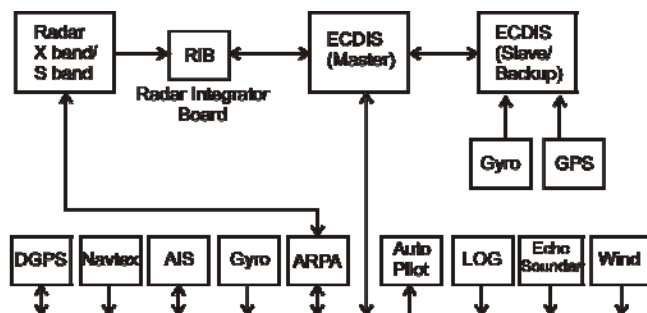 Radar
X band/
S band
RIB
Radar Integrator
Board
ECDIS
(Master)
ECDIS
(Slave/
Backup)
Gyro
GPS
DGPS
Navtex
AIS
Gyro
ARPA
Auto
Pilot
LOG
Echo
Sounder
Wind